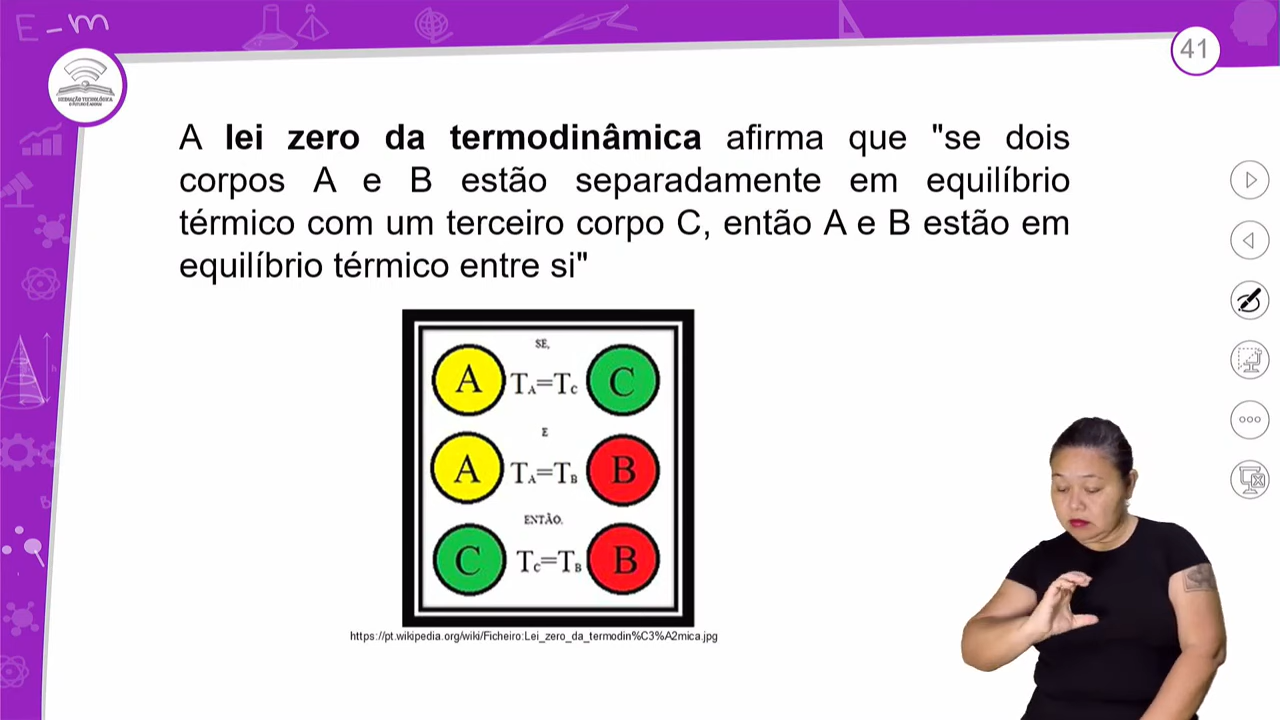 E-m
41
MEDIAÇÃO TECNOLÓGICA
A lei zero da termodinâmica afirma que "se dois
corpos A e B estão separadamente em equilíbrio
térmico com um terceiro corpo C, então A e B estão em
equilíbrio térmico entre si"
SE,
A TA=TC C
E
A TA=TB B
ENTÃO.
C TC=TB B
https://pt.wikipedia.org/wiki/Ficheiro:Lei_zero_da_termodin%C3%A2mica.jpg